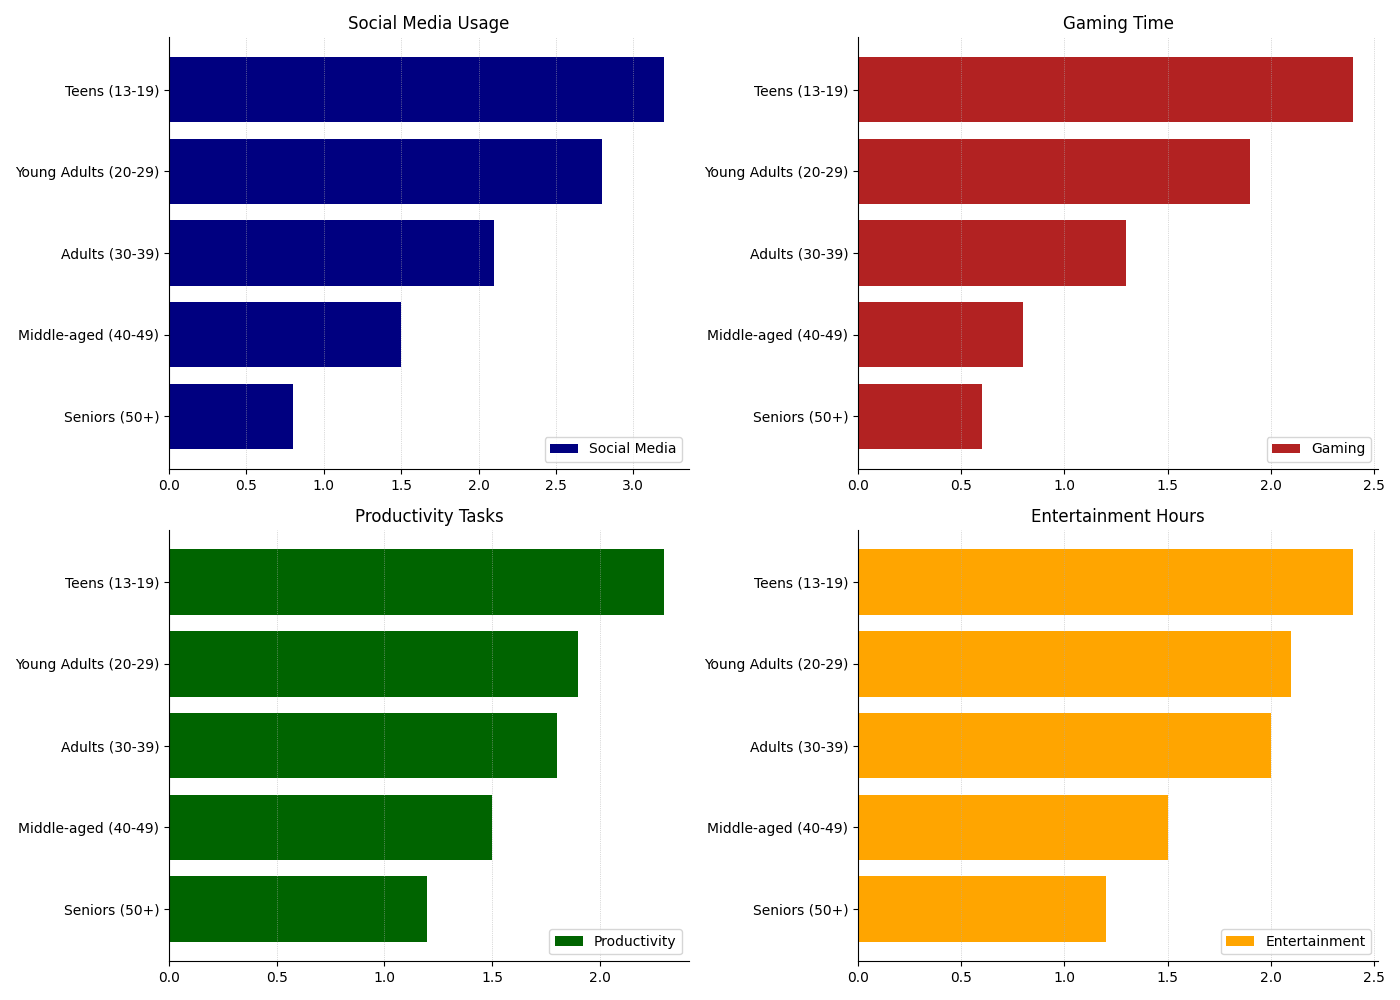 Social Media Usage
Teens (13-19)
Young Adults (20-29)
Adults (30-39)
Middle-aged (40-49)
Seniors (50+)
Social Media
0.0 0.5 1.0 1.5 2.0 2.5 3.0
Gaming Time
Teens (13-19)
Young Adults (20-29)
Adults (30-39)
Middle-aged (40-49)
Seniors (50+)
Gaming
0.0 0.5 1.0 1.5 2.0 2.5
Productivity Tasks
Teens (13-19)
Young Adults (20-29)
Adults (30-39)
Middle-aged (40-49)
Seniors (50+)
Productivity
0.0 0.5 1.0 1.5 2.0
Entertainment Hours
Teens (13-19)
Young Adults (20-29)
Adults (30-39)
Middle-aged (40-49)
Seniors (50+)
Entertainment
0.0 0.5 1.0 1.5 2.0 2.5